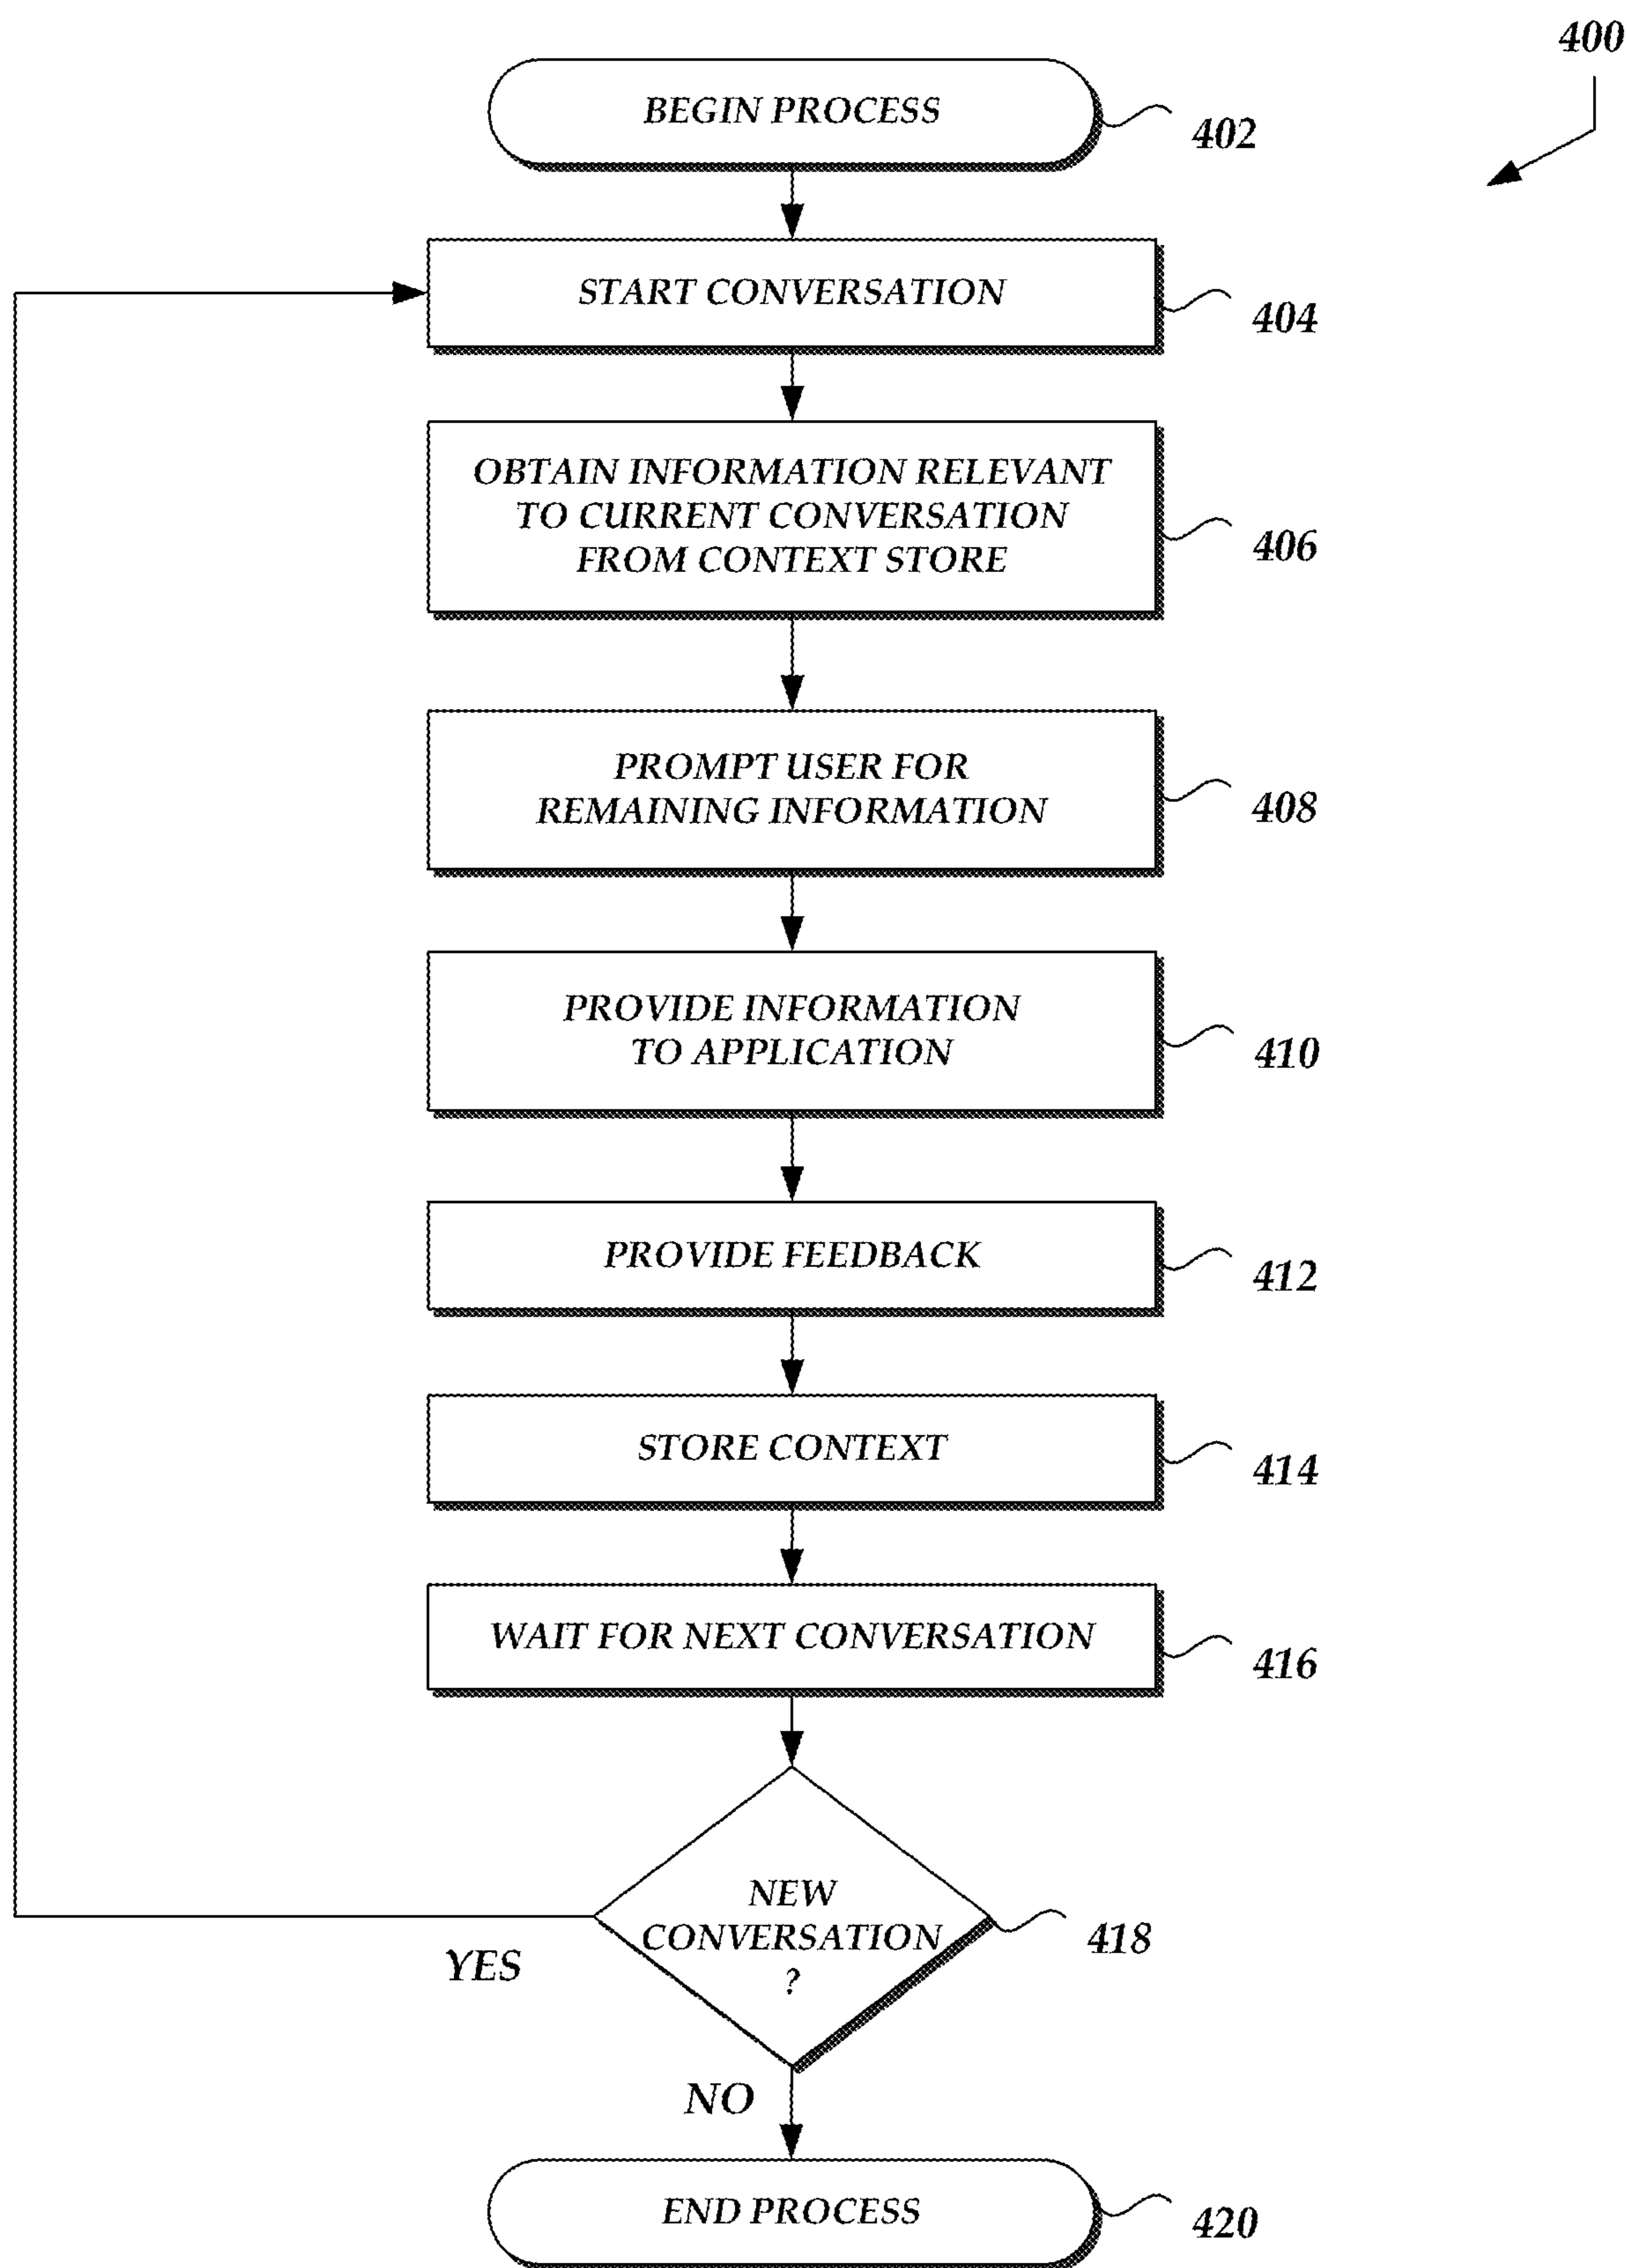 400
BEGIN PROCESS
402
START CONVERSATION
404
OBTAIN INFORMATION RELEVANT
TO CURRENT CONVERSATION
FROM CONTEXT STORE
406
PROMPT USER FOR
REMAINING INFORMATION
408
PROVIDE INFORMATION
TO APPLICATION
410
PROVIDE FEEDBACK
412
STORE CONTEXT
414
WAIT FOR NEXT CONVERSATION
416
NEW
CONVERSATION
?
418
YES
NO
END PROCESS
420